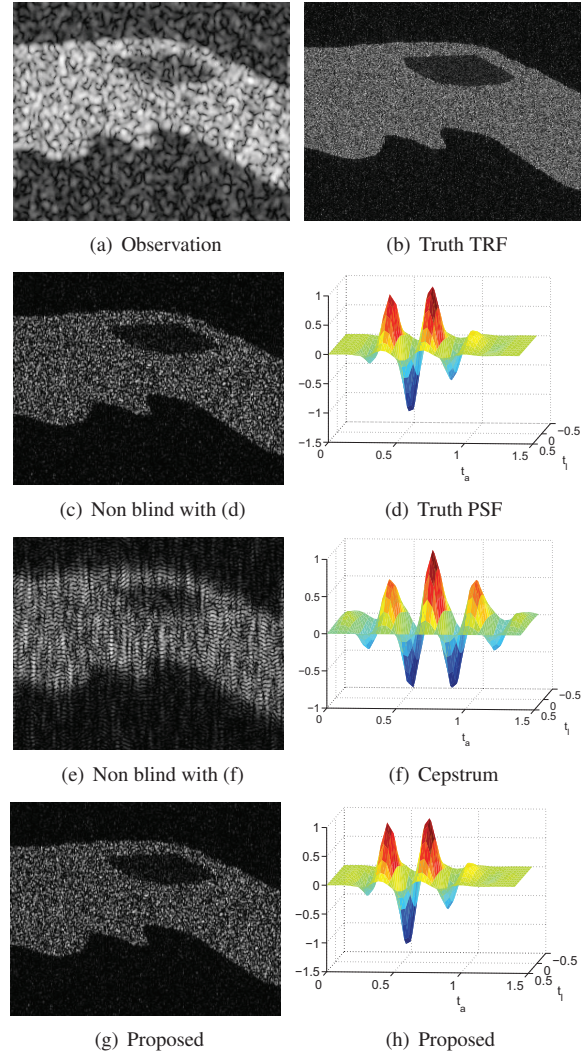 (a) Observation
(b) Truth TRF
1
0.5
0
−0.5
−1
−1.5
0
0.5
1
1.5
−0.5
0
0.5
t_a
t_l
(c) Non blind with (d)
(d) Truth PSF
1
0.5
0
−0.5
−1
0
0.5
1
1.5
−0.5
0
0.5
t_a
t_l
(e) Non blind with (f)
(f) Cepstrum
1
0.5
0
−0.5
−1
−1.5
0
0.5
1
1.5
−0.5
0
0.5
t_a
t_l
(g) Proposed
(h) Proposed